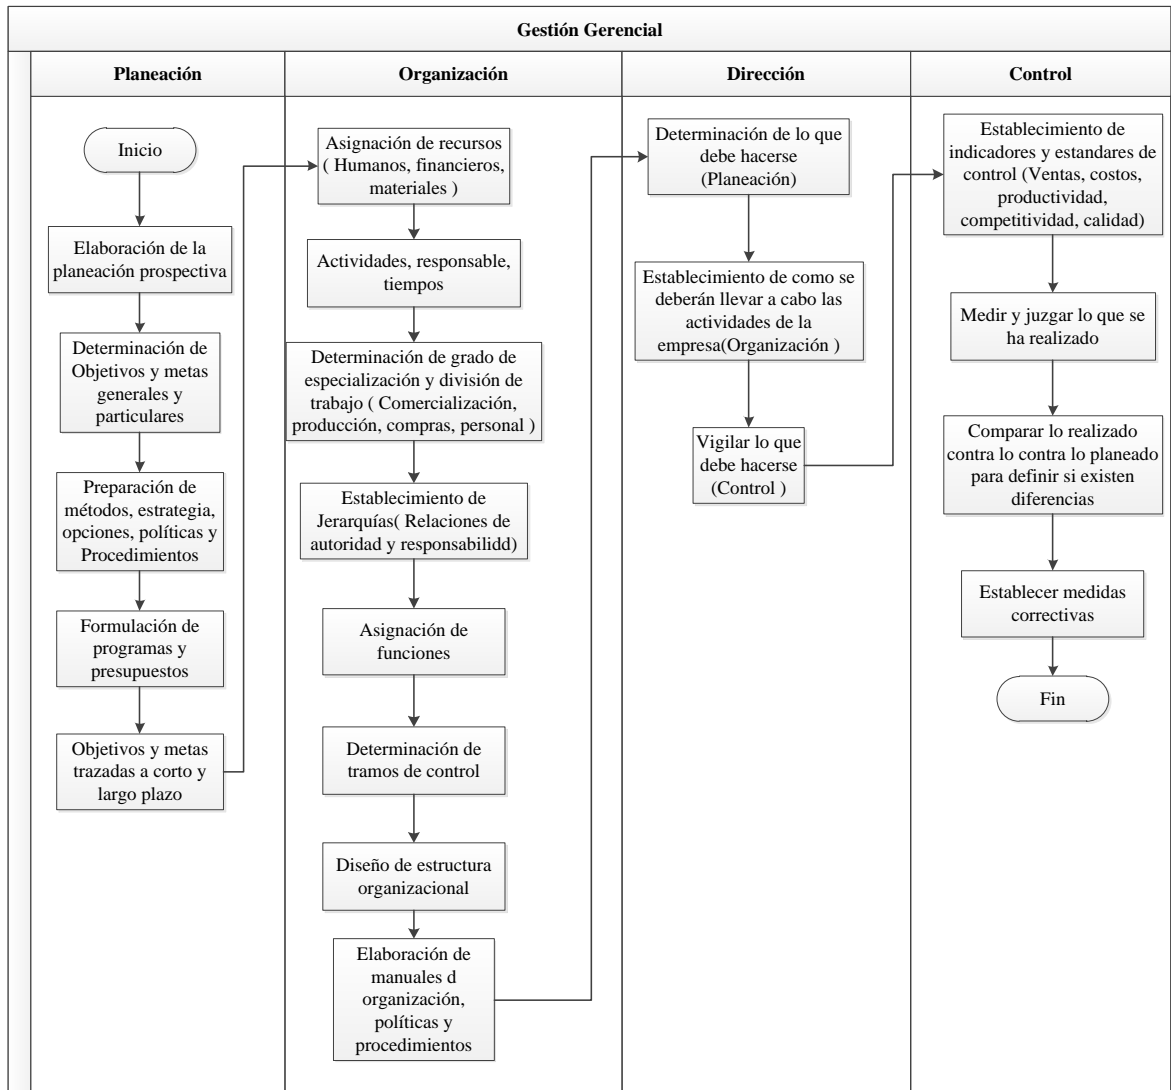 Gestión Gerencial
Planeación
Organización
Dirección
Control
Inicio
Elaboración de la
planeación prospectiva
Determinación de
Objetivos y metas
generales y
particulares
Preparación de
métodos, estrategia,
opciones, políticas y
Procedimientos
Formulación de
programas y
presupuestos
Objetivos y metas
trazadas a corto y
largo plazo
Asignación de recursos
( Humanos, financieros,
materiales )
Actividades, responsable,
tiempos
Determinación de grado de
especialización y división de
trabajo ( Comercialización,
producción, compras, personal )
Establecimiento de
Jerarquías( Relaciones de
autoridad y responsabilidd)
Asignación de
funciones
Determinación de
tramos de control
Diseño de estructura
organizacional
Elaboración de
manuales d
organización,
políticas y
procedimientos
Determinación de lo que
debe hacerse
(Planeación)
Establecimiento de como se
deberán llevar a cabo las
actividades de la
empresa(Organización )
Vigilar lo que
debe hacerse
(Control )
Establecimiento de
indicadores y estandares de
control (Ventas, costos,
productividad,
competitividad, calidad)
Medir y juzgar lo que se
ha realizado
Comparar lo realizado
contra lo contra lo planeado
para definir si existen
diferencias
Establecer medidas
correctivas
Fin